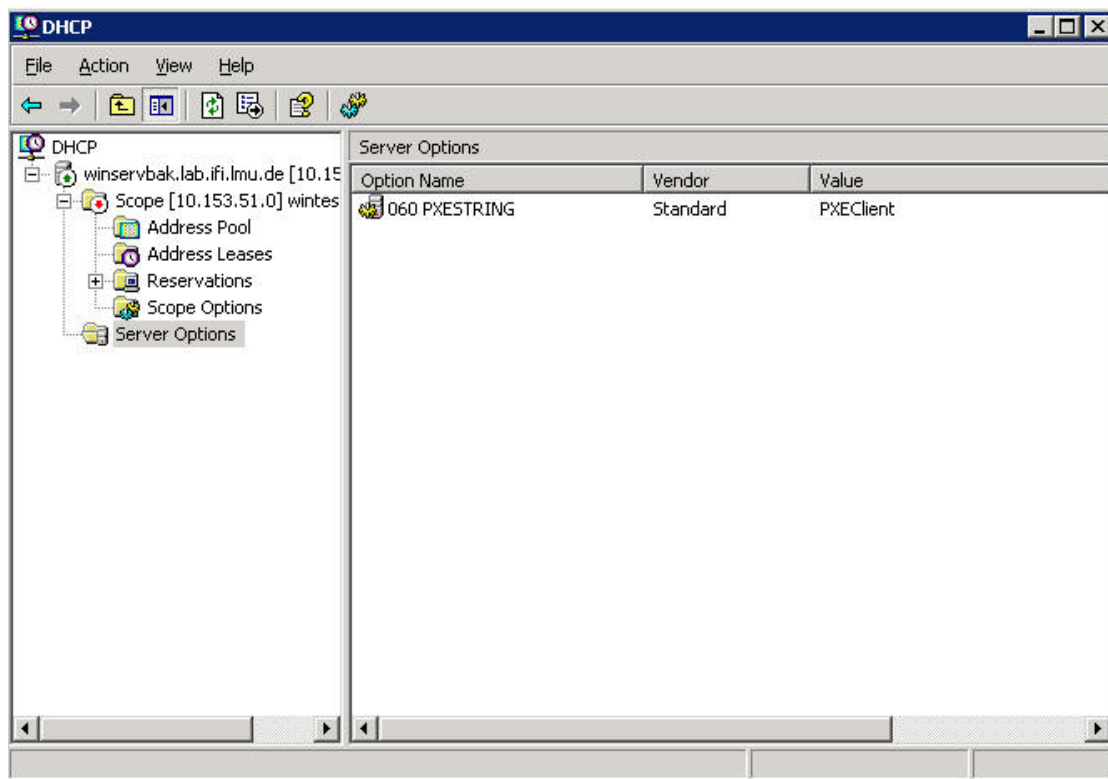 DHCP
File Action View Help
DHCP
winservbak.lab.ifi.lmu.de [10.15
Scope [10.153.51.0] wintes
Address Pool
Address Leases
Reservations
Scope Options
Server Options
Server Options
Option Name Vendor Value
060 PXESTRING Standard PXEClient